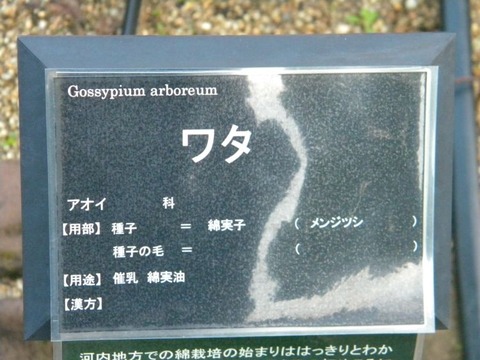 Gossypium arboreum
ワタ
アオイ 科
【用部】 種子 = 綿実子 ( メンジツシ )
種子の毛 = ( )
【用途】 催乳 綿実油
【漢方】
河内地方での綿栽培の始まりははっきりとわか